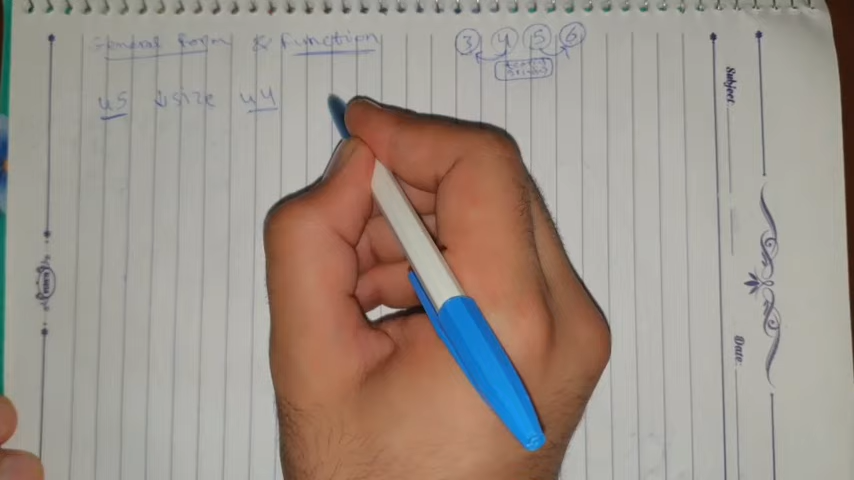 General Form & Function
3 4 5 6
45 ↓size 44
Subject:
Date: